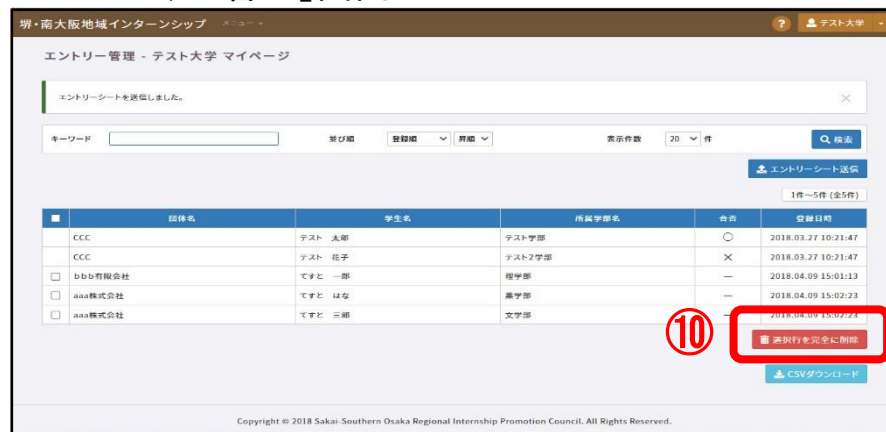 堺・南大阪地域インターンシップ メニュー ? テスト大学
エントリー管理 - テスト大学 マイページ
エントリーシートを送信しました。 ×
キーワード 並び順 登録順 昇順 表示件数 20 件 検索
エントリーシート送信
1件～5件 (全5件)
団体名 学生名 所属学部名 合否 登録日時
CCC テスト 太郎 テスト学部 ○ 2018.03.27 10:21:47
CCC テスト 花子 テスト2学部 × 2018.03.27 10:21:47
bbb有限会社 てすと 一郎 理学部 ― 2018.04.09 15:01:13
aaa株式会社 てすと はな 薬学部 ― 2018.04.09 15:02:23
aaa株式会社 てすと 三郎 文学部 ― 2018.04.09 15:02:23
⑩ 選択行を完全に削除
CSVダウンロード
Copyright © 2018 Sakai-Southern Osaka Regional Internship Promotion Council. All Rights Reserved.